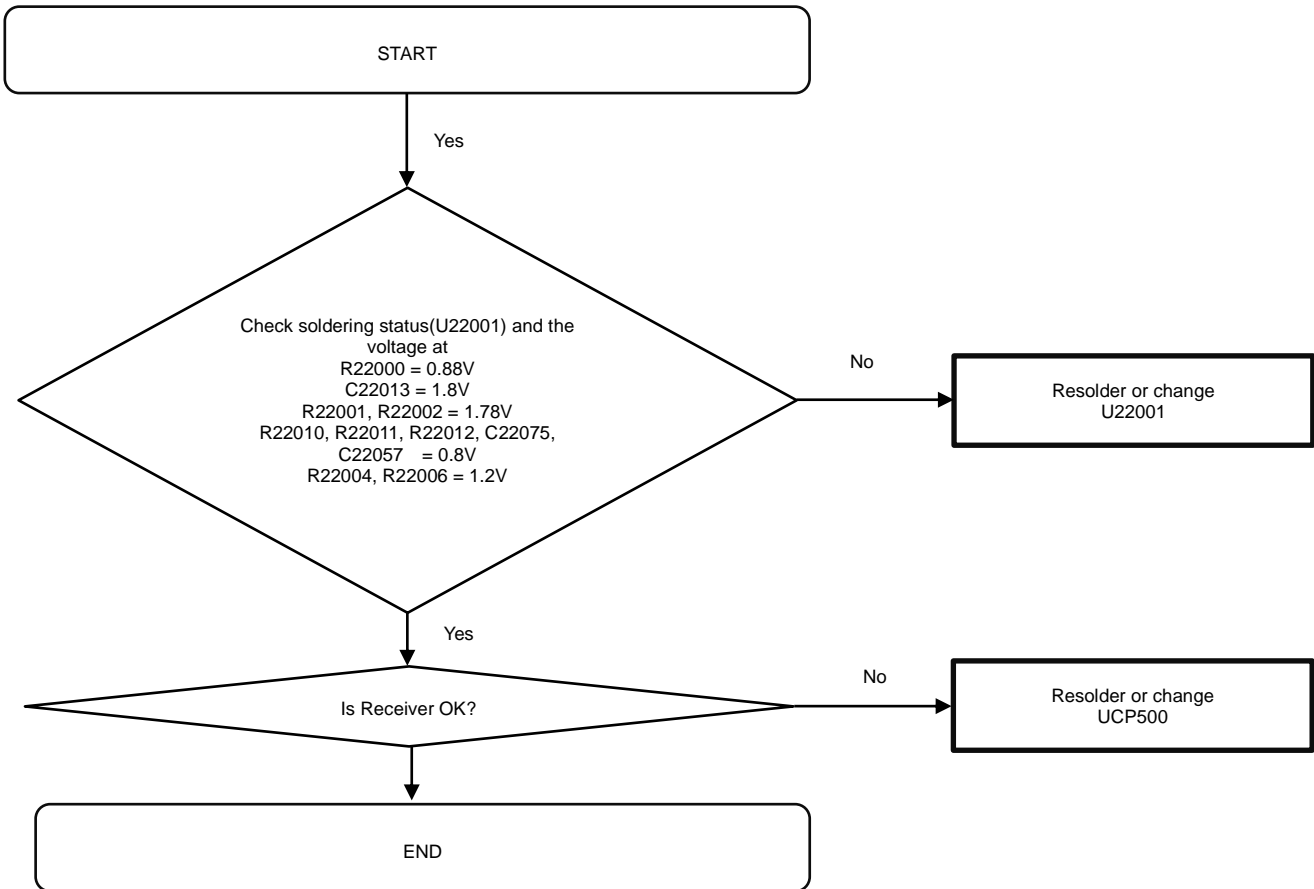 START
Yes
Check soldering status(U22001) and the
voltage at
R22000 = 0.88V
C22013 = 1.8V
R22001, R22002 = 1.78V
R22010, R22011, R22012, C22075,
C22057 = 0.8V
R22004, R22006 = 1.2V
No
Resolder or change
U22001
Yes
Is Receiver OK?
No
Resolder or change
UCP500
END